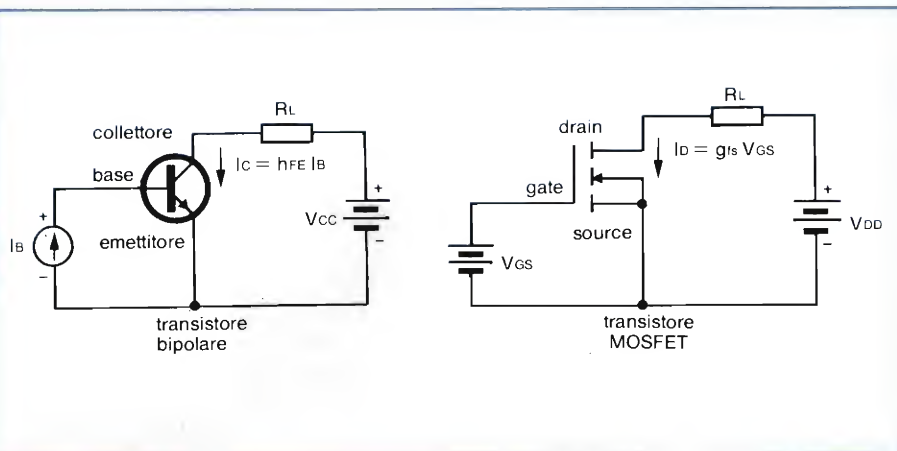 RL
collettore
IC = hFE IB
base
+
+
IB
VCC
emettitore
−
−
transistore
bipolare
RL
drain
ID = gfs VGS
gate
+
VDD
source
−
VGS
transistore
MOSFET